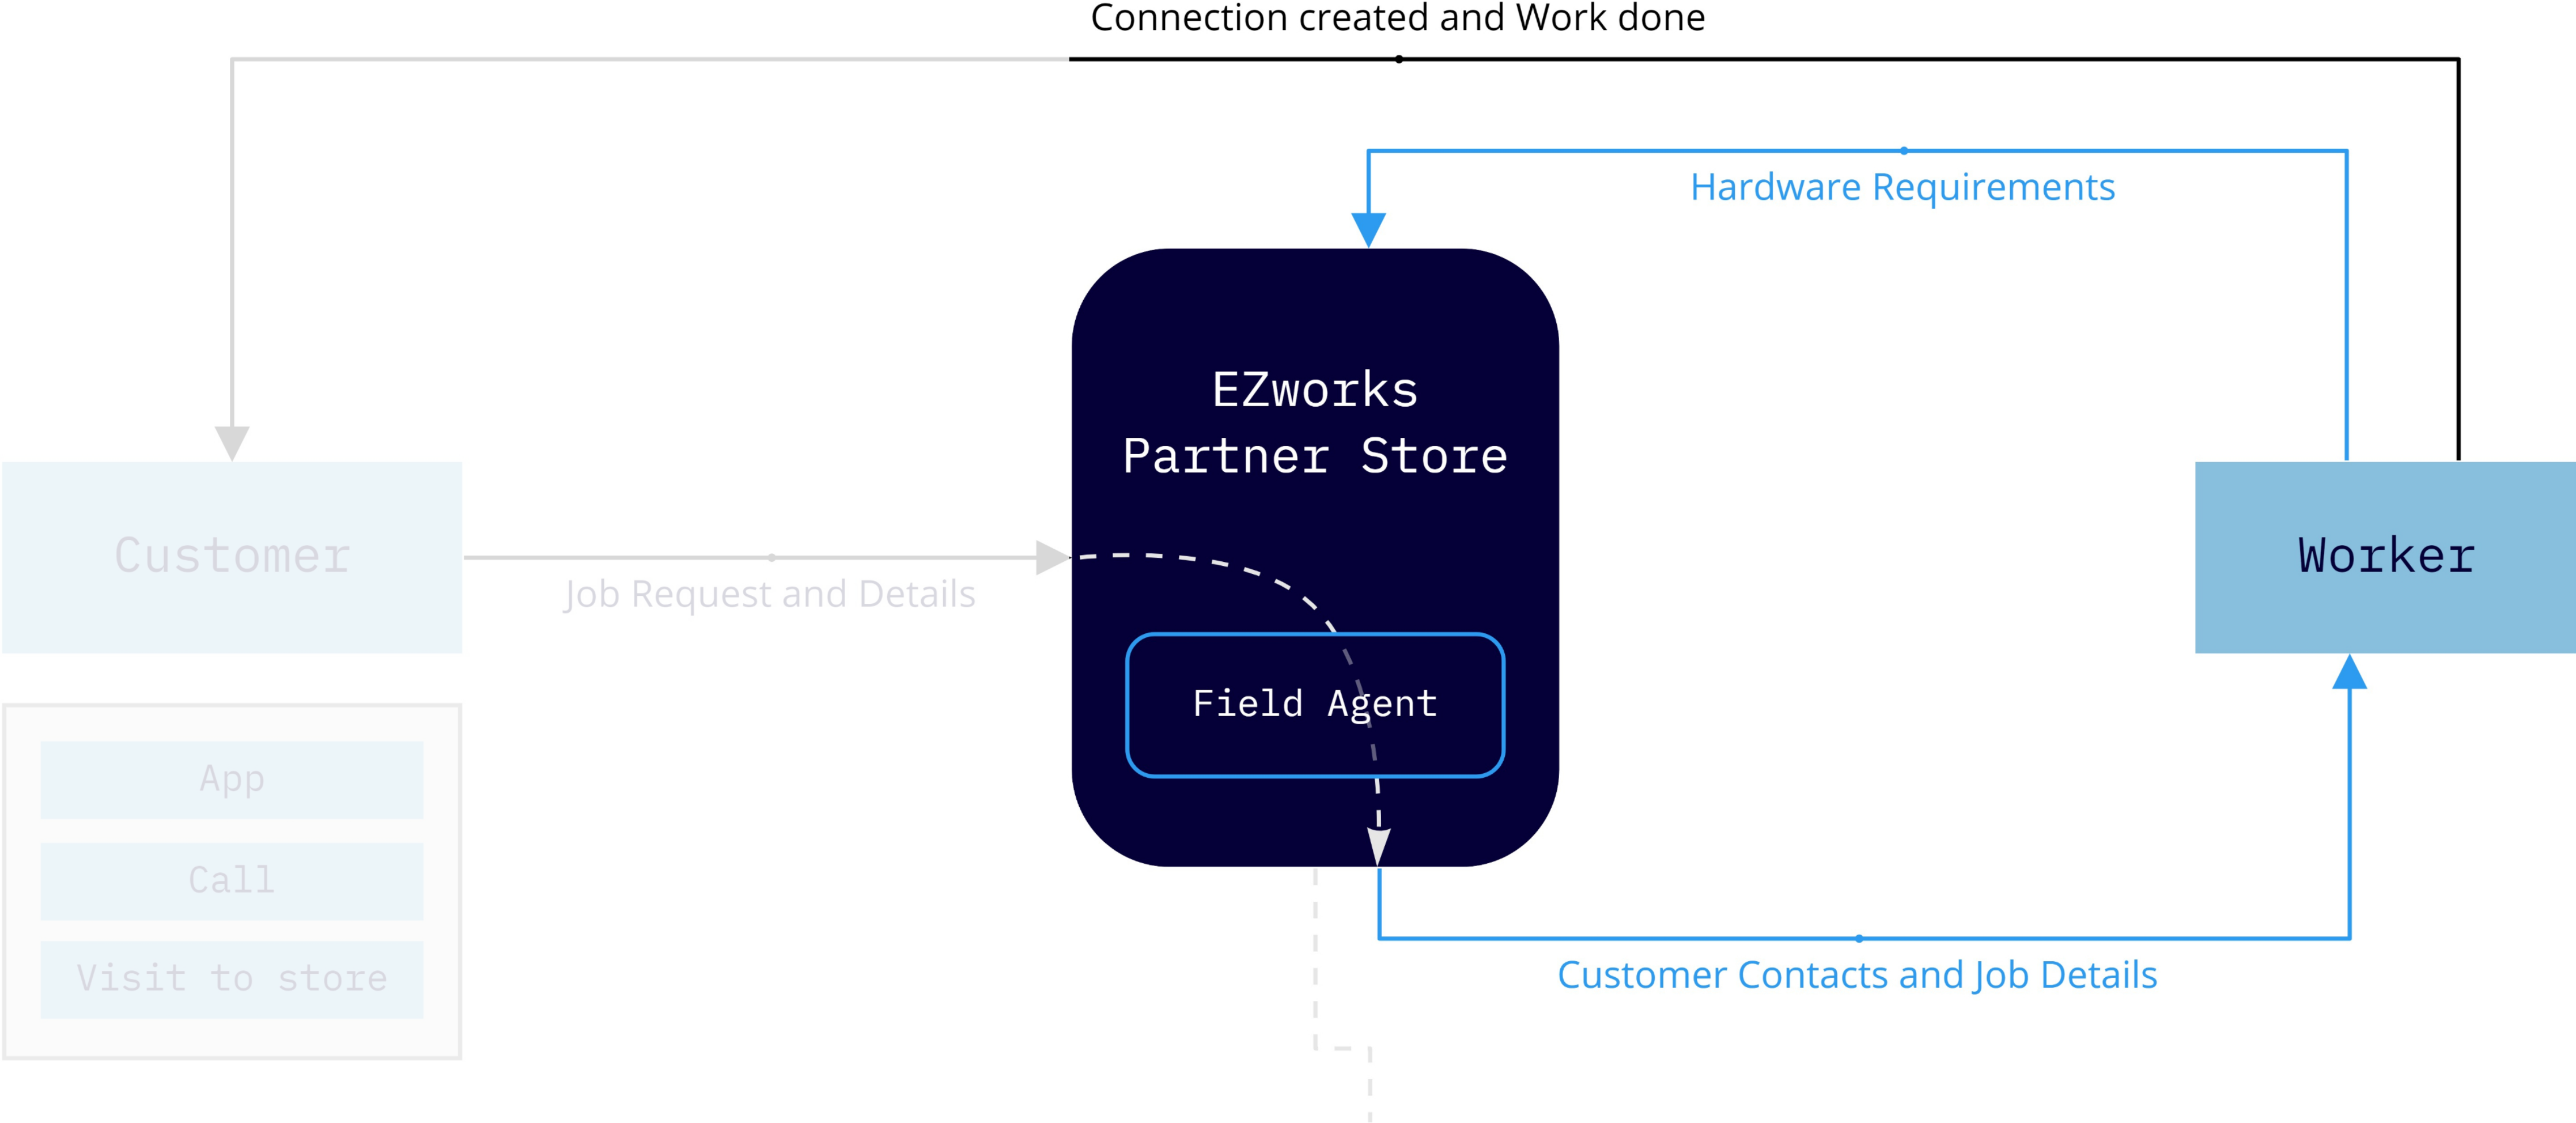 Connection created and Work done
Hardware Requirements
EZworks
Partner Store
Customer
Job Request and Details
Worker
Field Agent
App
Call
Visit to store
Customer Contacts and Job Details